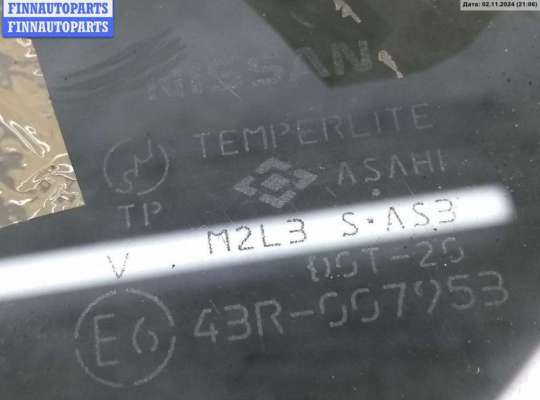 FINNAUTOPARTS
FINNAUTOPARTS
FINNAUTOPARTS
Дата: 02.11.2024 (21:06)
NISSAN
TEMPERLITE
ASAHI
TP
V M2L3 S·AS3
DOT-20
E6 43R-007953